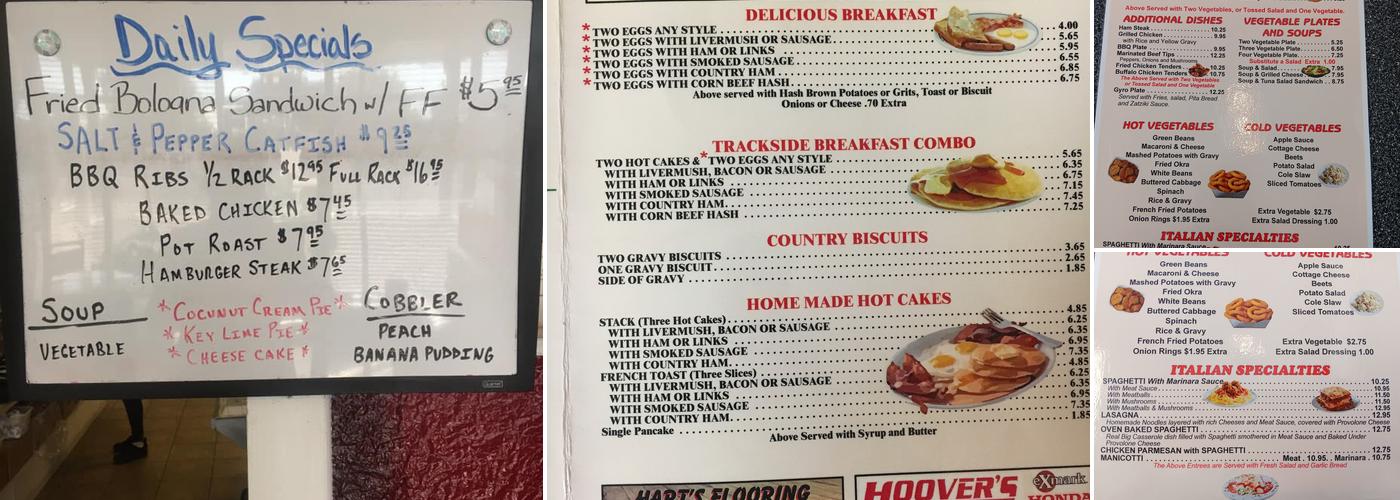 Daily Specials
Fried Bologna Sandwich w/ FF $5.95
SALT & PEPPER CATFISH $9.25
BBQ RIBS 1/2 RACK $12.95 FULL RACK $16.95
BAKED CHICKEN $7.45
POT ROAST $7.95
HAMBURGER STEAK $7.65
SOUP
VEGETABLE
*COCUNUT CREAM PIE*
*KEY LIME PIE*
*CHEESE CAKE*
COBBLER
PEACH
BANANA PUDDING
DELICIOUS BREAKFAST
*TWO EGGS ANY STYLE 4.00
*TWO EGGS WITH LIVERMUSH OR SAUSAGE 5.65
*TWO EGGS WITH HAM OR LINKS 5.95
*TWO EGGS WITH SMOKED SAUSAGE 6.55
*TWO EGGS WITH COUNTRY HAM 6.85
*TWO EGGS WITH CORN BEEF HASH 6.75
Above served with Hash Brown Potatoes or Grits, Toast or Biscuit
Onions or Cheese .70 Extra
TRACKSIDE BREAKFAST COMBO
TWO HOT CAKES & *TWO EGGS ANY STYLE 5.65
WITH LIVERMUSH, BACON OR SAUSAGE 6.35
WITH HAM OR LINKS 6.75
WITH SMOKED SAUSAGE 7.15
WITH COUNTRY HAM 7.45
WITH CORN BEEF HASH 7.25
COUNTRY BISCUITS
TWO GRAVY BISCUITS 3.65
ONE GRAVY BISCUIT 2.65
SIDE OF GRAVY 1.85
HOME MADE HOT CAKES
STACK (Three Hot Cakes) 4.85
WITH LIVERMUSH, BACON OR SAUSAGE 6.25
WITH HAM OR LINKS 6.35
WITH SMOKED SAUSAGE 6.95
WITH COUNTRY HAM 7.35
FRENCH TOAST (Three Slices) 4.85
WITH LIVERMUSH, BACON OR SAUSAGE 6.25
WITH HAM OR LINKS 6.35
WITH SMOKED SAUSAGE 6.95
WITH COUNTRY HAM 7.35
Single Pancake 1.85
Above Served with Syrup and Butter
HART'S FLOORING
HOOVER'S
eXmark
HONDA
Above Served with Two Vegetables, or Tossed Salad and One Vegetable.
ADDITIONAL DISHES
Ham Steak 10.25
Grilled Chicken 9.95
with Rice and Yellow Gravy
BBQ Plate 9.95
Marinated Beef Tips 12.25
Peppers, Onions and Mushrooms
Fried Chicken Tenders 10.25
Buffalo Chicken Tenders 10.75
The Above Served with Two Vegetables
or Tossed Salad and One Vegetable
Gyro Plate 12.25
Served with Fries, salad, Pita Bread
and Zatziki Sauce.
VEGETABLE PLATES
AND SOUPS
Two Vegetable Plate 5.25
Three Vegetable Plate 6.50
Four Vegetable Plate 7.25
Substitute a Salad Extra 1.00
Soup & Salad 7.95
Soup & Grilled Cheese 7.95
Soup & Tuna Salad Sandwich 8.75
HOT VEGETABLES
Green Beans
Macaroni & Cheese
Mashed Potatoes with Gravy
Fried Okra
White Beans
Buttered Cabbage
Spinach
Rice & Gravy
French Fried Potatoes
Onion Rings $1.95 Extra
COLD VEGETABLES
Apple Sauce
Cottage Cheese
Beets
Potato Salad
Cole Slaw
Sliced Tomatoes
Extra Vegetable $2.75
Extra Salad Dressing 1.00
ITALIAN SPECIALTIES
SPAGHETTI With Marinara Sauce 10.25
HOT VEGETABLES
Green Beans
Macaroni & Cheese
Mashed Potatoes with Gravy
Fried Okra
White Beans
Buttered Cabbage
Spinach
Rice & Gravy
French Fried Potatoes
Onion Rings $1.95 Extra
COLD VEGETABLES
Apple Sauce
Cottage Cheese
Beets
Potato Salad
Cole Slaw
Sliced Tomatoes
Extra Vegetable $2.75
Extra Salad Dressing 1.00
ITALIAN SPECIALTIES
SPAGHETTI With Marinara Sauce 10.25
With Meat Sauce 10.95
With Meatballs 11.50
With Mushrooms 11.50
With Meatballs & Mushrooms 12.95
LASAGNA 12.95
Homemade Noodles layered with rich Cheeses and Meat Sauce, covered with Provolone Cheese
OVEN BAKED SPAGHETTI 12.75
Real Big Casserole dish filled with Spaghetti smothered in Meat Sauce and Baked Under
Provolone Cheese
CHICKEN PARMESAN with SPAGHETTI 12.75
MANICOTTI Meat . 10.95. . Marinara . 10.75
The Above Entrees are Served with Fresh Salad and Garlic Bread